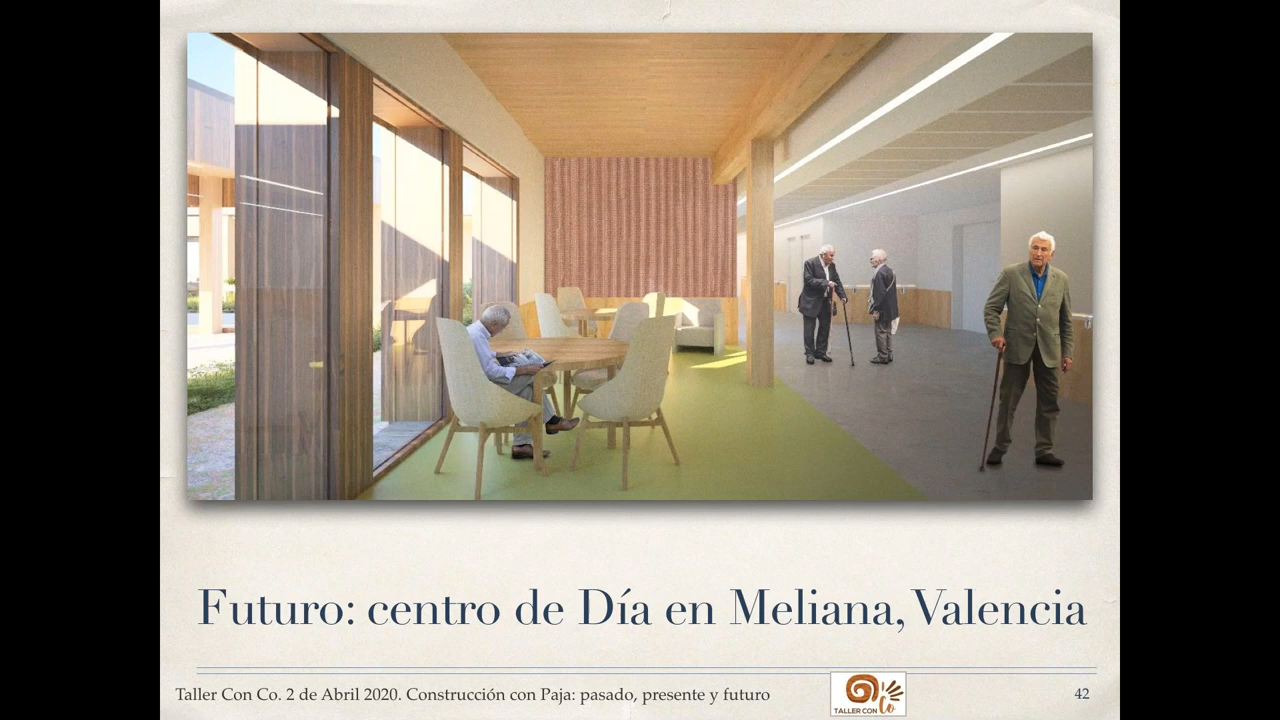 Futuro: centro de Día en Meliana, Valencia
Taller Con Co. 2 de Abril 2020. Construcción con Paja: pasado, presente y futuro
TALLER CON Co
42